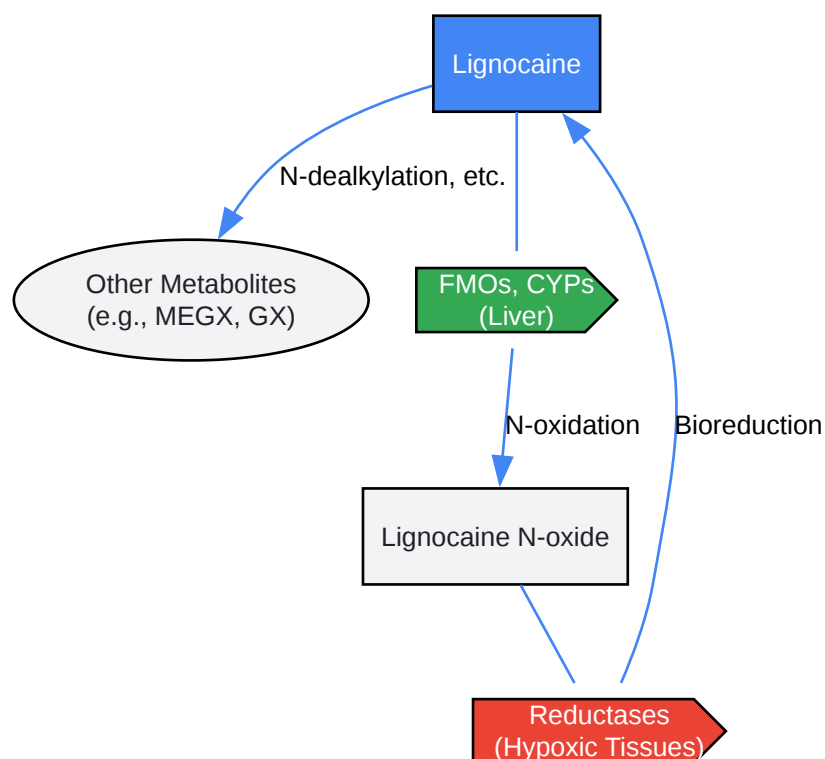 Lignocaine
N-dealkylation, etc.
Other Metabolites
(e.g., MEGX, GX)
FMOs, CYPs
(Liver)
N-oxidation
Bioreduction
Lignocaine N-oxide
Reductases
(Hypoxic Tissues)